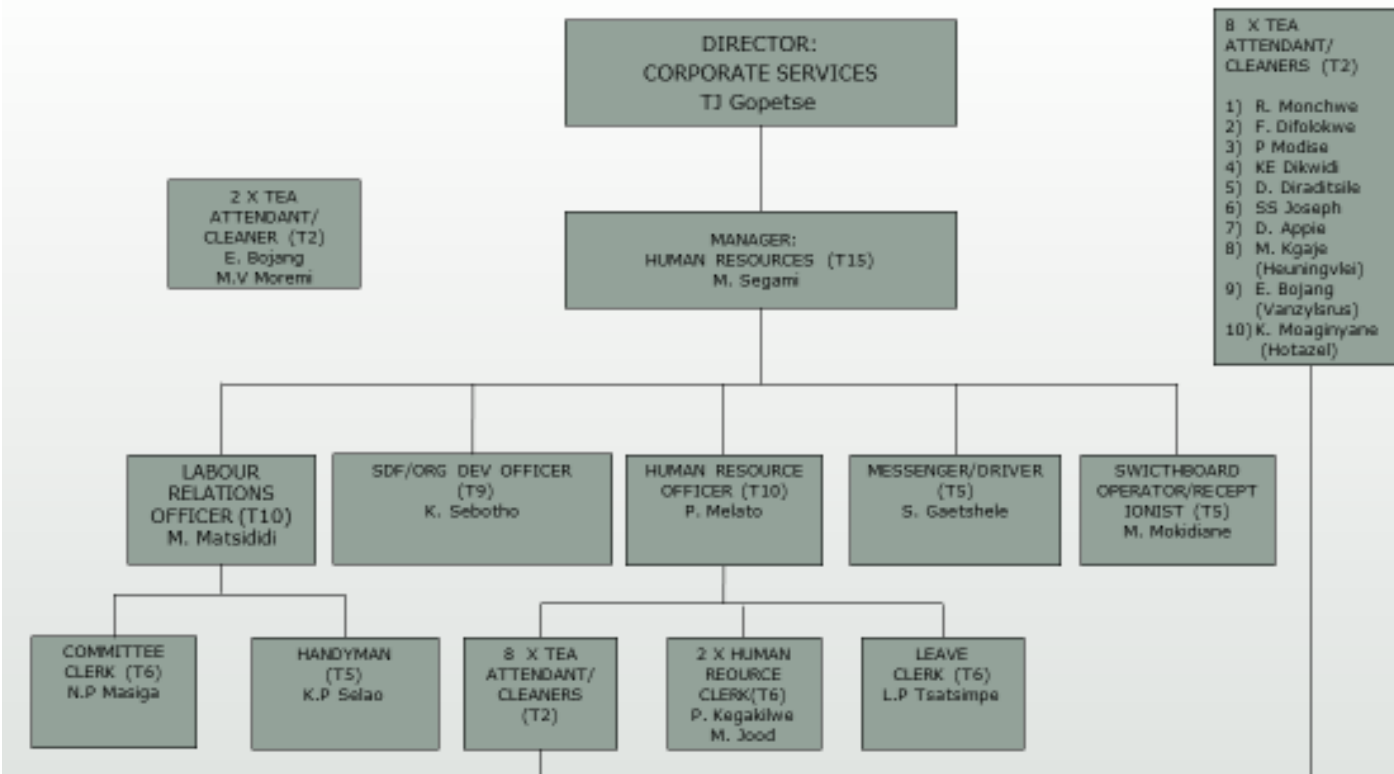 DIRECTOR:
CORPORATE SERVICES
TJ Gopetse
8 X TEA
ATTENDANT/
CLEANERS (T2)
1) R. Monchwe
2) F. Difolokwe
3) P Modise
4) KE Dikwidi
5) D. Diraditsile
6) SS Joseph
7) D. Appie
8) M. Kgaje
(Heuningvlei)
9) E. Bojang
(Vanzylsrus)
10) K. Moaginyane
(Hotazel)
2 X TEA
ATTENDANT/
CLEANER (T2)
E. Bojang
M.V Moremi
MANAGER:
HUMAN RESOURCES (T15)
M. Segami
LABOUR
RELATIONS
OFFICER (T10)
M. Matsididi
SDF/ORG DEV OFFICER
(T9)
K. Sebotho
HUMAN RESOURCE
OFFICER (T10)
P. Melato
MESSENGER/DRIVER
(T5)
S. Gaetshele
SWICTHBOARD
OPERATOR/RECEPT
IONIST (T5)
M. Mokidiane
COMMITTEE
CLERK (T6)
N.P Masiga
HANDYMAN
(T5)
K.P Selao
8 X TEA
ATTENDANT/
CLEANERS
(T2)
2 X HUMAN
REOURCE
CLERK(T6)
P. Kegakilwe
M. Jood
LEAVE
CLERK (T6)
L.P Tsatsimpe